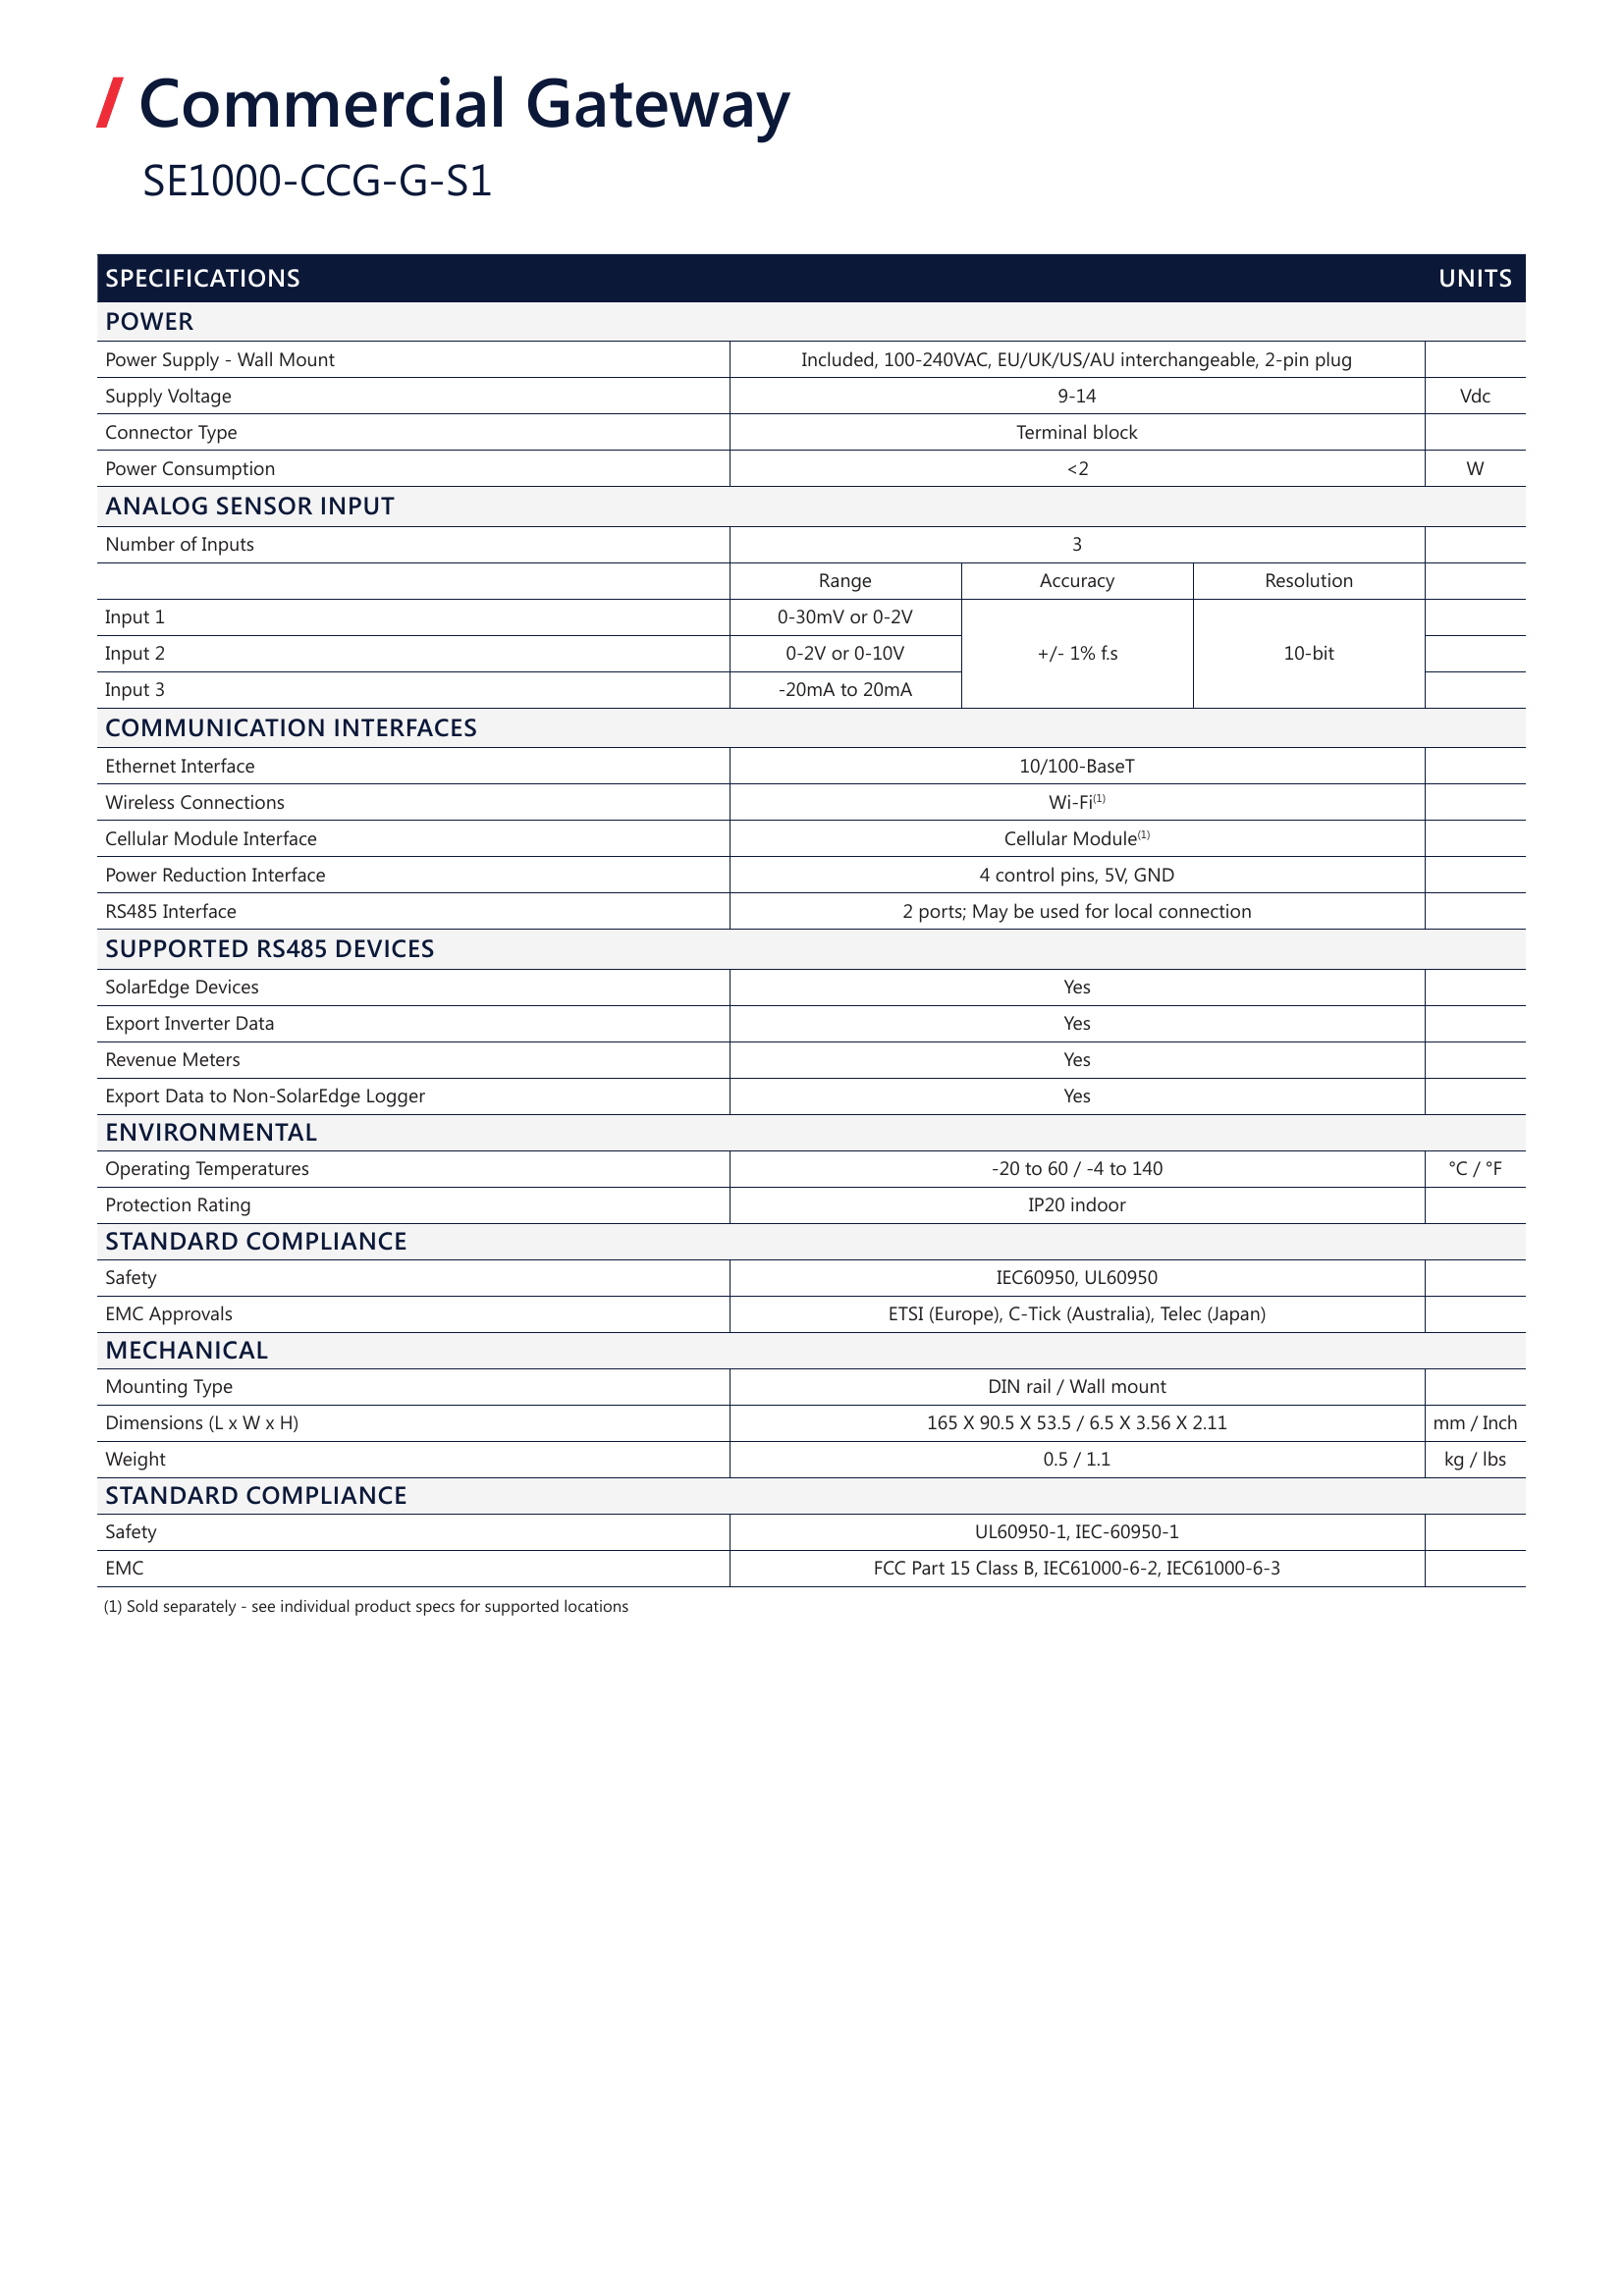 Commercial Gateway
SE1000-CCG-G-S1
SPECIFICATIONS UNITS
POWER
Power Supply - Wall Mount Included, 100-240VAC, EU/UK/US/AU interchangeable, 2-pin plug
Supply Voltage 9-14 Vdc
Connector Type Terminal block
Power Consumption <2 W
ANALOG SENSOR INPUT
Number of Inputs 3
Range Accuracy Resolution
Input 1 0-30mV or 0-2V
Input 2 0-2V or 0-10V +/- 1% f.s 10-bit
Input 3 -20mA to 20mA
COMMUNICATION INTERFACES
Ethernet Interface 10/100-BaseT
Wireless Connections Wi-Fi(1)
Cellular Module Interface Cellular Module(1)
Power Reduction Interface 4 control pins, 5V, GND
RS485 Interface 2 ports; May be used for local connection
SUPPORTED RS485 DEVICES
SolarEdge Devices Yes
Export Inverter Data Yes
Revenue Meters Yes
Export Data to Non-SolarEdge Logger Yes
ENVIRONMENTAL
Operating Temperatures -20 to 60 / -4 to 140 °C / °F
Protection Rating IP20 indoor
STANDARD COMPLIANCE
Safety IEC60950, UL60950
EMC Approvals ETSI (Europe), C-Tick (Australia), Telec (Japan)
MECHANICAL
Mounting Type DIN rail / Wall mount
Dimensions (L x W x H) 165 X 90.5 X 53.5 / 6.5 X 3.56 X 2.11 mm / Inch
Weight 0.5 / 1.1 kg / lbs
STANDARD COMPLIANCE
Safety UL60950-1, IEC-60950-1
EMC FCC Part 15 Class B, IEC61000-6-2, IEC61000-6-3
(1) Sold separately - see individual product specs for supported locations